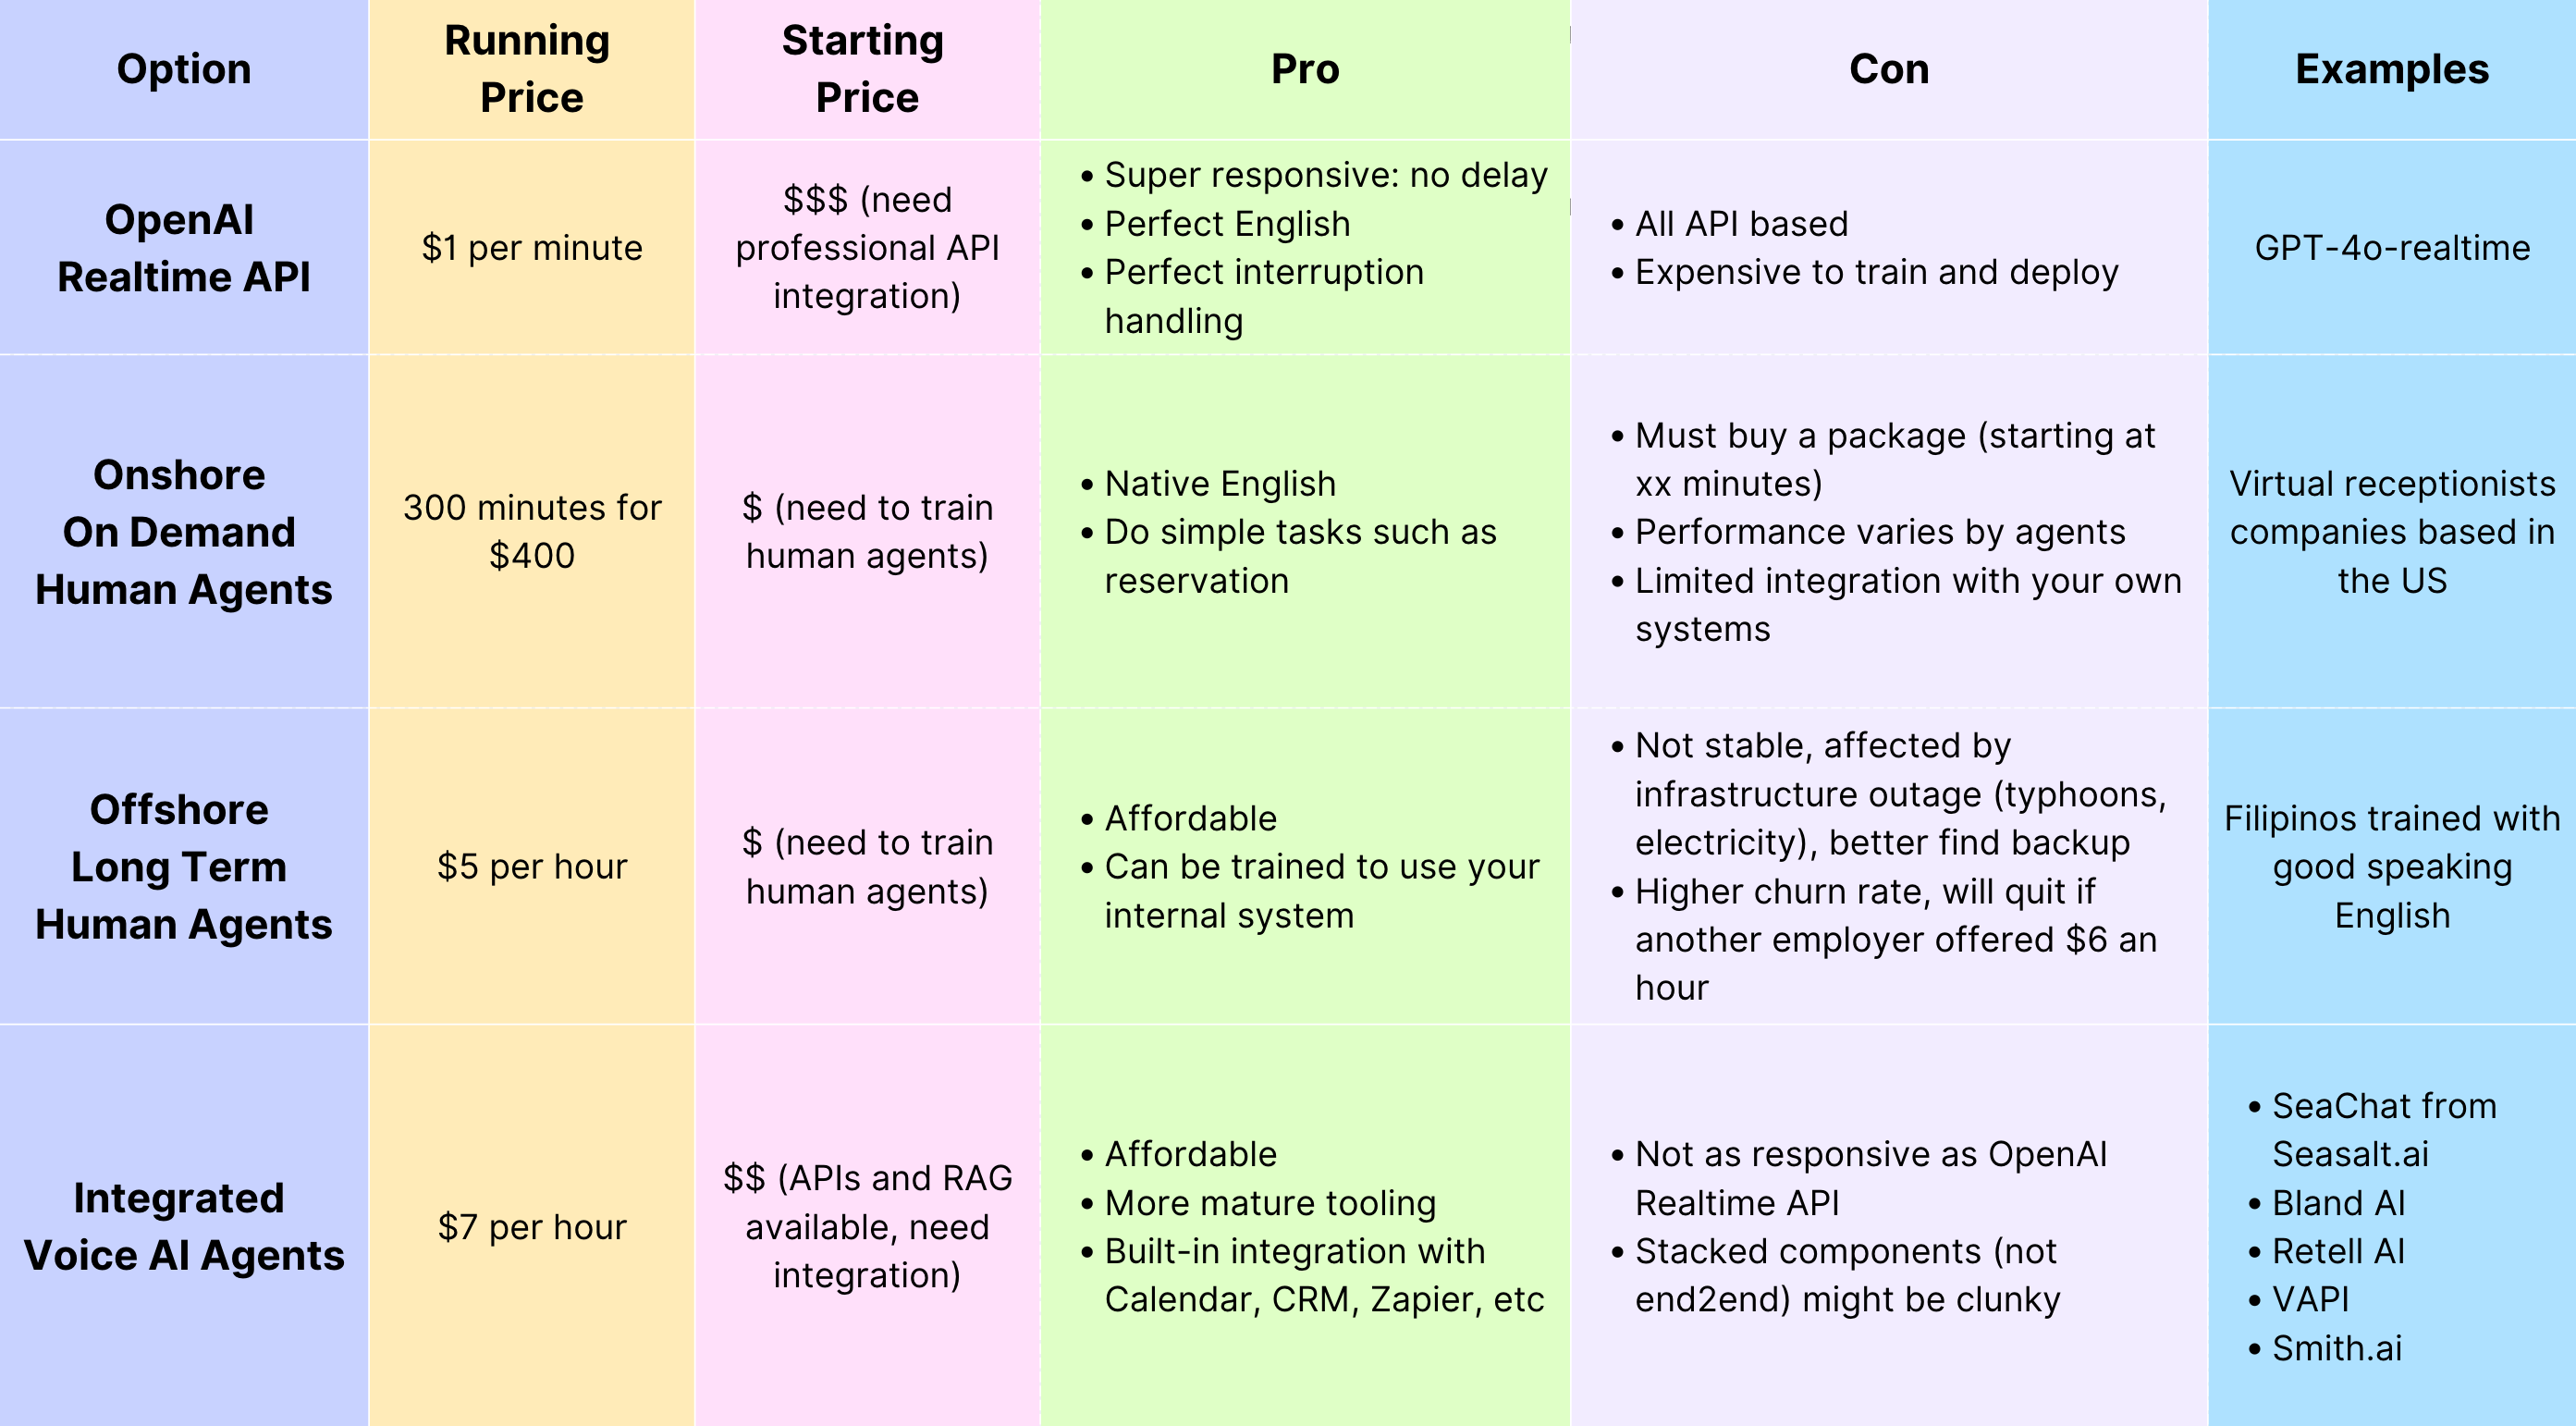 Option
Running
Price
Starting
Price
Pro
Con
Examples
OpenAI
Realtime API
$1 per minute
$$$ (need
professional API
integration)
• Super responsive: no delay
• Perfect English
• Perfect interruption
handling
• All API based
• Expensive to train and deploy
GPT-4o-realtime
Onshore
On Demand
Human Agents
300 minutes for
$400
$ (need to train
human agents)
• Native English
• Do simple tasks such as
reservation
• Must buy a package (starting at
xx minutes)
• Performance varies by agents
• Limited integration with your own
systems
Virtual receptionists
companies based in
the US
Offshore
Long Term
Human Agents
$5 per hour
$ (need to train
human agents)
• Affordable
• Can be trained to use your
internal system
• Not stable, affected by
infrastructure outage (typhoons,
electricity), better find backup
• Higher churn rate, will quit if
another employer offered $6 an
hour
Filipinos trained with
good speaking
English
Integrated
Voice AI Agents
$7 per hour
$$ (APIs and RAG
available, need
integration)
• Affordable
• More mature tooling
• Built-in integration with
Calendar, CRM, Zapier, etc
• Not as responsive as OpenAI
Realtime API
• Stacked components (not
end2end) might be clunky
• SeaChat from
Seasalt.ai
• Bland AI
• Retell AI
• VAPI
• Smith.ai